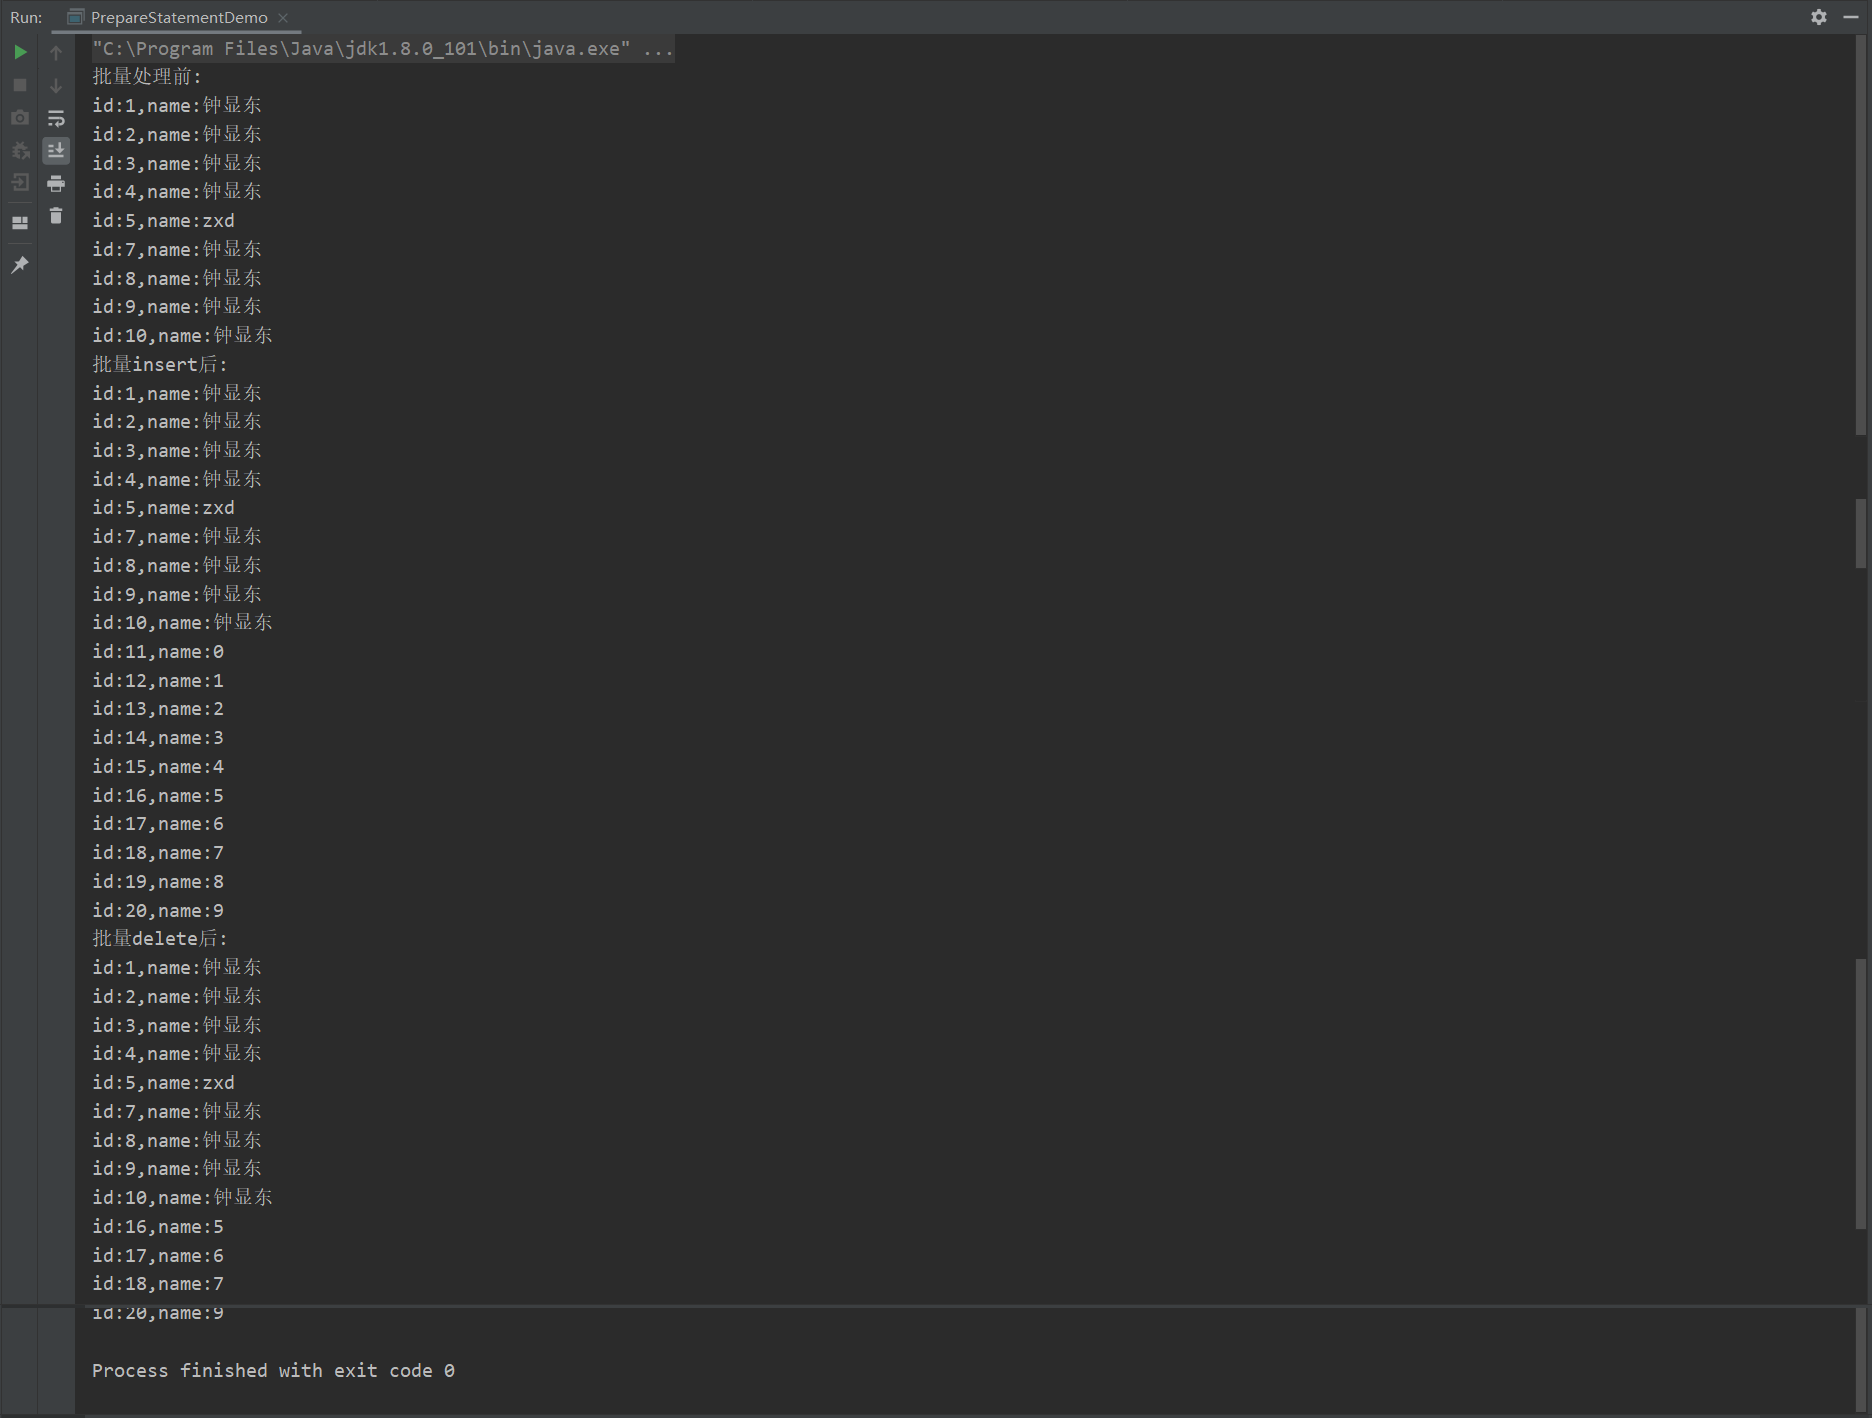 Run: PrepareStatementDemo
"C:\Program Files\Java\jdk1.8.0_101\bin\java.exe" ...
批量处理前:
id:1,name:钟显东
id:2,name:钟显东
id:3,name:钟显东
id:4,name:钟显东
id:5,name:zxd
id:7,name:钟显东
id:8,name:钟显东
id:9,name:钟显东
id:10,name:钟显东
批量insert后:
id:1,name:钟显东
id:2,name:钟显东
id:3,name:钟显东
id:4,name:钟显东
id:5,name:zxd
id:7,name:钟显东
id:8,name:钟显东
id:9,name:钟显东
id:10,name:钟显东
id:11,name:0
id:12,name:1
id:13,name:2
id:14,name:3
id:15,name:4
id:16,name:5
id:17,name:6
id:18,name:7
id:19,name:8
id:20,name:9
批量delete后:
id:1,name:钟显东
id:2,name:钟显东
id:3,name:钟显东
id:4,name:钟显东
id:5,name:zxd
id:7,name:钟显东
id:8,name:钟显东
id:9,name:钟显东
id:10,name:钟显东
id:16,name:5
id:17,name:6
id:18,name:7
id:20,name:9
Process finished with exit code 0